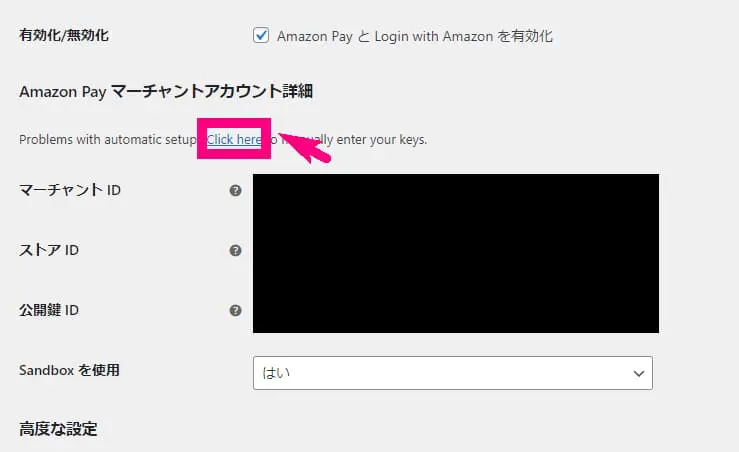 有効化/無効化
Amazon Pay と Login with Amazon を有効化
Amazon Pay マーチャントアカウント詳細
Problems with automatic setup Click here your keys. 
マーチャント ID
ストア ID
公開鍵 ID
Sandbox を使用
はい
高度な設定